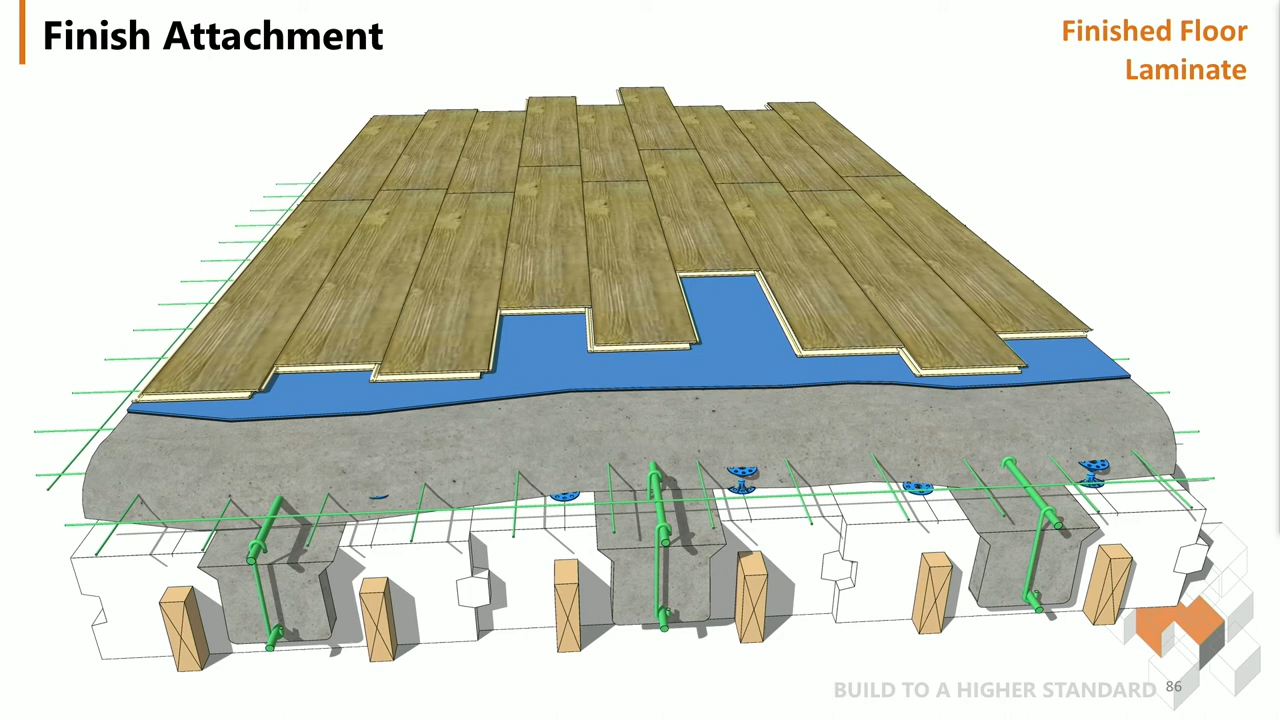 Finish Attachment
Finished Floor
Laminate
BUILD TO A HIGHER STANDARD
86